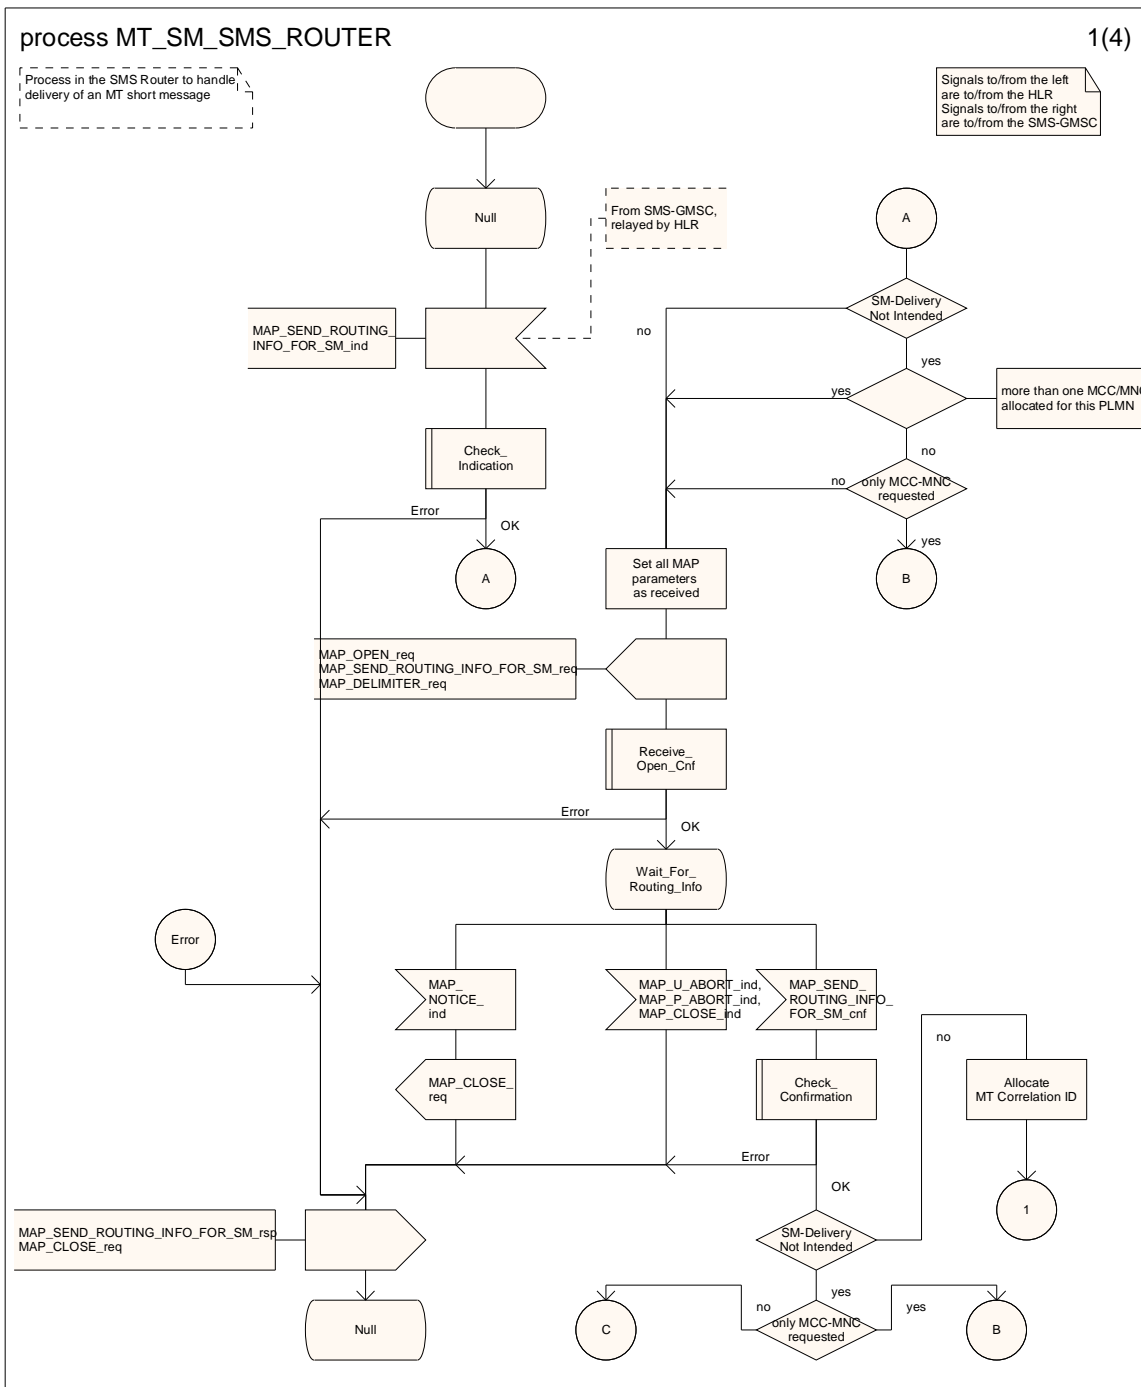 process MT_SM_SMS_ROUTER
1(4)
Process in the SMS Router to handle
delivery of an MT short message
Signals to/from the left
are to/from the HLR
Signals to/from the right
are to/from the SMS-GMSC
Null
From SMS-GMSC,
relayed by HLR
A
SM-Delivery
Not Intended
MAP_SEND_ROUTING_
INFO_FOR_SM_ind
no
yes
yes
more than one MCC/MNC
allocated for this PLMN
Check_
Indication
no
only MCC-MNC
requested
no
Error
OK
yes
A
Set all MAP
parameters
as received
B
MAP_OPEN_req
MAP_SEND_ROUTING_INFO_FOR_SM_req
MAP_DELIMITER_req
Receive_
Open_Cnf
Error
OK
Wait_For_
Routing_Info
Error
MAP_
NOTICE_
ind
MAP_U_ABORT_ind,
MAP_P_ABORT_ind,
MAP_CLOSE_ind
MAP_SEND_
ROUTING_INFO_
FOR_SM_cnf
no
MAP_CLOSE_
req
Check_
Confirmation
Allocate
MT Correlation ID
Error
OK
1
MAP_SEND_ROUTING_INFO_FOR_SM_rsp
MAP_CLOSE_req
SM-Delivery
Not Intended
yes
no
yes
Null
C
only MCC-MNC
requested
B